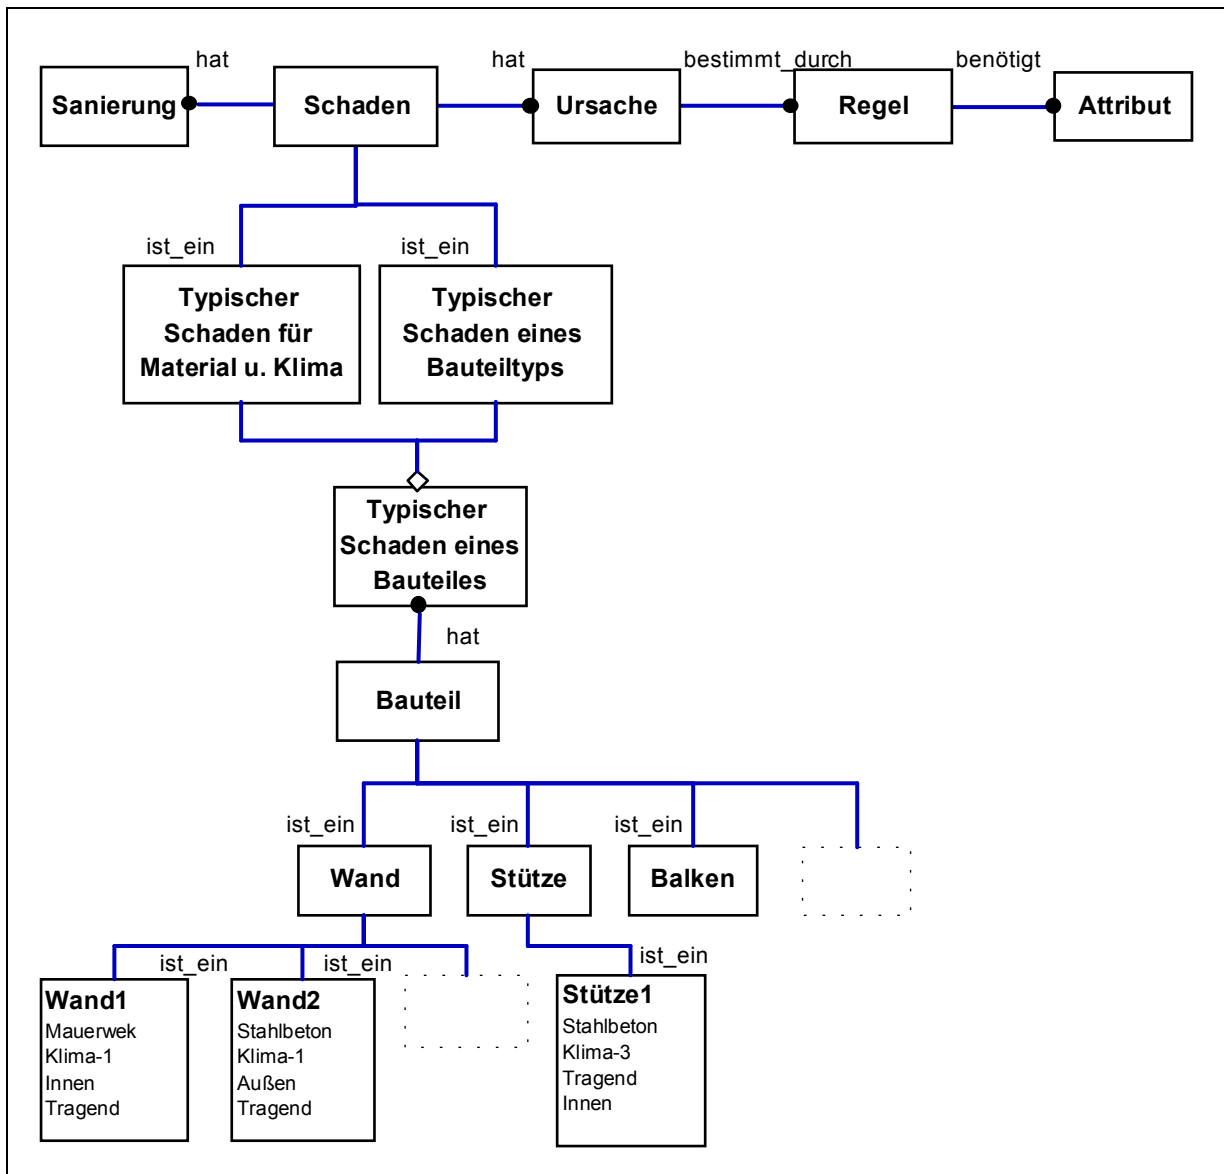 hat
hat
bestimmt_durch
benötigt
Sanierung
Schaden
Ursache
Regel
Attribut
ist_ein
ist_ein
Typischer
Schaden für
Material u. Klima
Typischer
Schaden eines
Bauteiltyps
Typischer
Schaden eines
Bauteiles
hat
Bauteil
ist_ein
ist_ein
ist_ein
Wand
Stütze
Balken
ist_ein
ist_ein
ist_ein
Wand1
Mauerwek
Klima-1
Innen
Tragend
Wand2
Stahlbeton
Klima-1
Außen
Tragend
Stütze1
Stahlbeton
Klima-3
Tragend
Innen